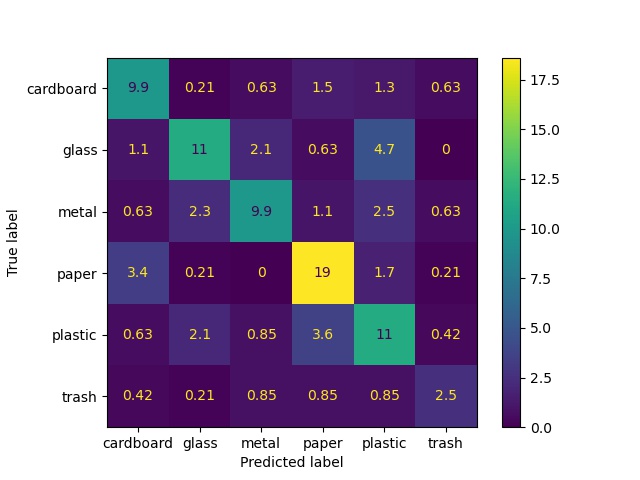 cardboard 9.9 0.21 0.63 1.5 1.3 0.63
glass 1.1 11 2.1 0.63 4.7 0
metal 0.63 2.3 9.9 1.1 2.5 0.63
paper 3.4 0.21 0 19 1.7 0.21
plastic 0.63 2.1 0.85 3.6 11 0.42
trash 0.42 0.21 0.85 0.85 0.85 2.5
cardboard glass metal paper plastic trash
Predicted label
True label
17.5
15.0
12.5
10.0
7.5
5.0
2.5
0.0